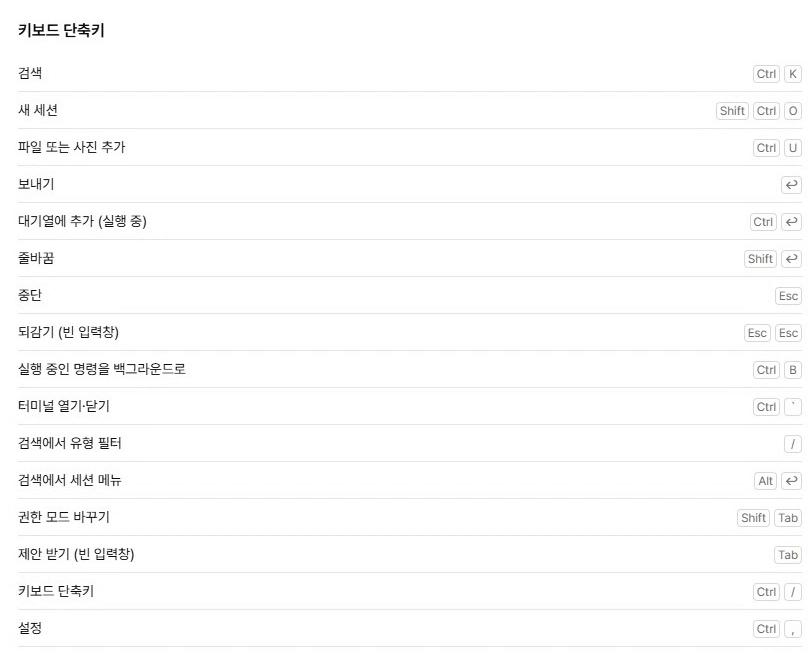 키보드 단축키
검색 Ctrl K
새 세션 Shift Ctrl O
파일 또는 사진 추가 Ctrl U
보내기 ↩
대기열에 추가 (실행 중) Ctrl ↩
줄바꿈 Shift ↩
중단 Esc
되감기 (빈 입력창) Esc Esc
실행 중인 명령을 백그라운드로 Ctrl B
터미널 열기·닫기 Ctrl `
검색에서 유형 필터 /
검색에서 세션 메뉴 Alt ↩
권한 모드 바꾸기 Shift Tab
제안 받기 (빈 입력창) Tab
키보드 단축키 Ctrl /
설정 Ctrl ,